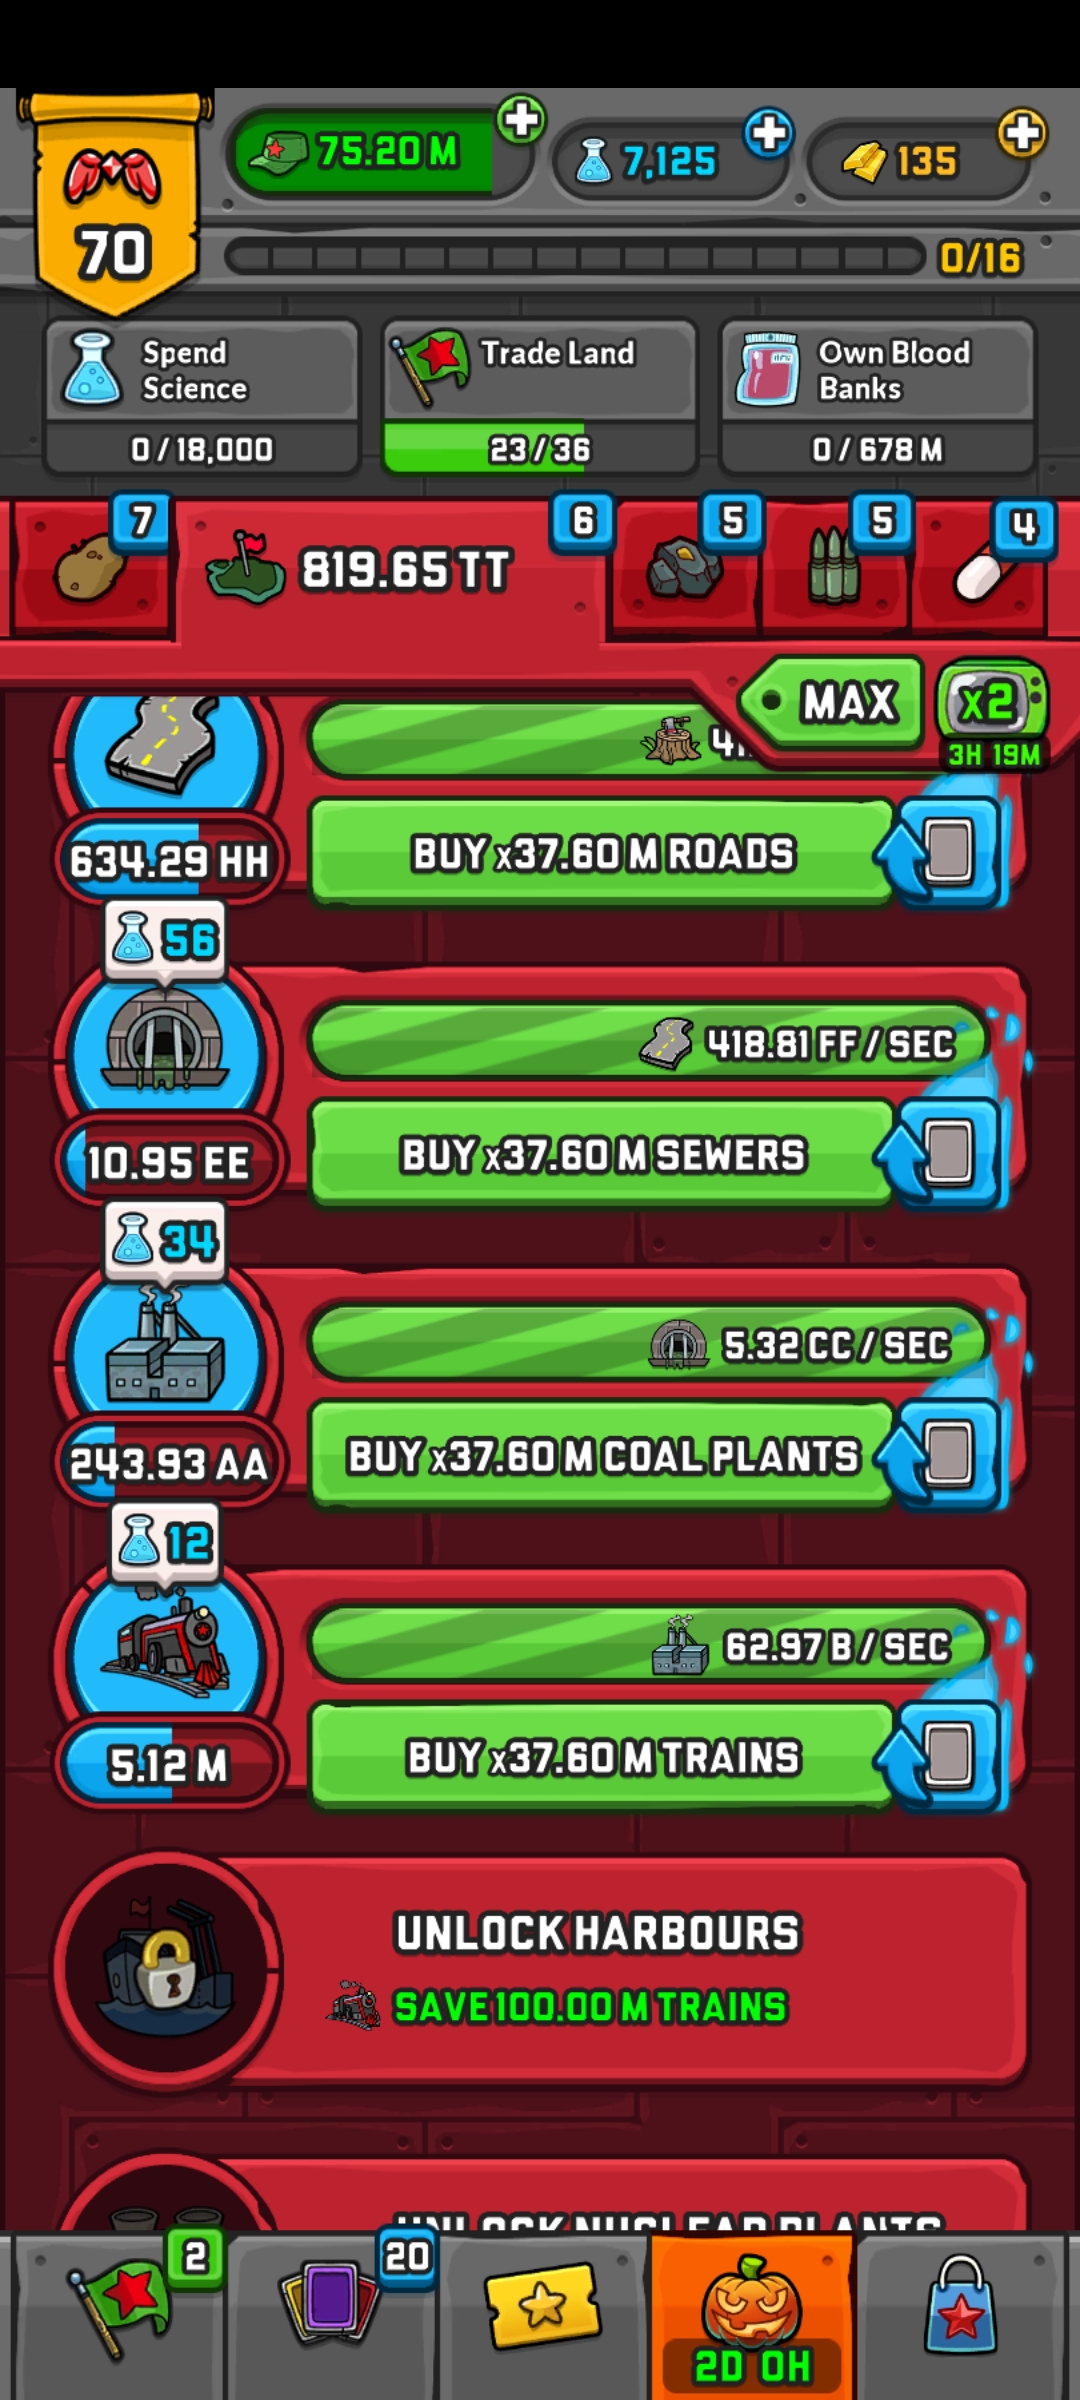 75.20 M
7,125
135
70
0/16
Spend
Science
Trade Land
Own Blood
Banks
0 / 18,000
23 / 36
0 / 678 M
7
819.65 TT
6
5
5
4
MAX
x2
3H 19M
BUY x37.60 M ROADS
634.29 HH
56
418.81 FF / SEC
BUY x37.60 M SEWERS
10.95 EE
34
5.32 CC / SEC
BUY x37.60 M COAL PLANTS
243.93 AA
12
62.97 B / SEC
BUY x37.60 M TRAINS
5.12 M
UNLOCK HARBOURS
SAVE 100.00 M TRAINS
UNLOCK NUCLEAR PLANTS
2
20
2D 0H